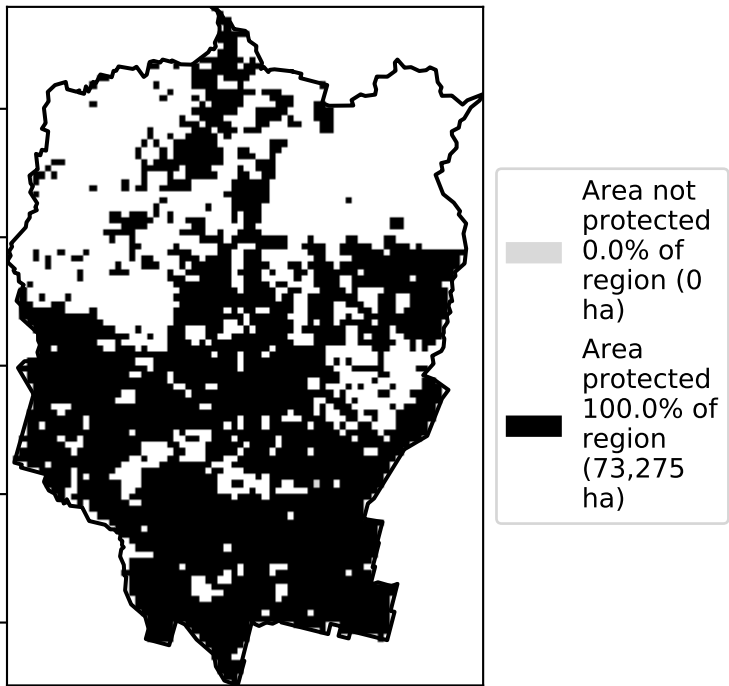 Area not
protected
0.0% of
region (0
ha)
Area
protected
100.0% of
region
(73,275
ha)